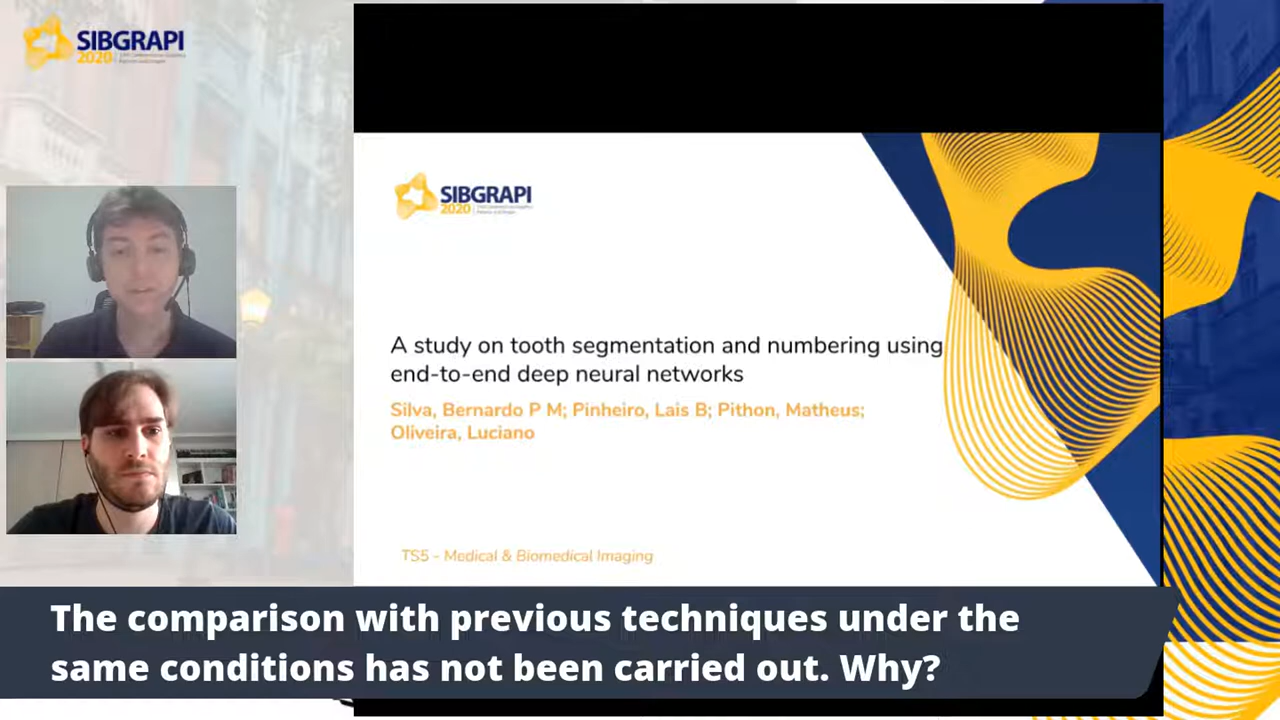 SIBGRAPI
2020
SIBGRAPI
2020
A study on tooth segmentation and numbering using
end-to-end deep neural networks
Silva, Bernardo P M; Pinheiro, Lais B; Pithon, Matheus;
Oliveira, Luciano
TS5 - Medical & Biomedical Imaging
The comparison with previous techniques under the
same conditions has not been carried out. Why?